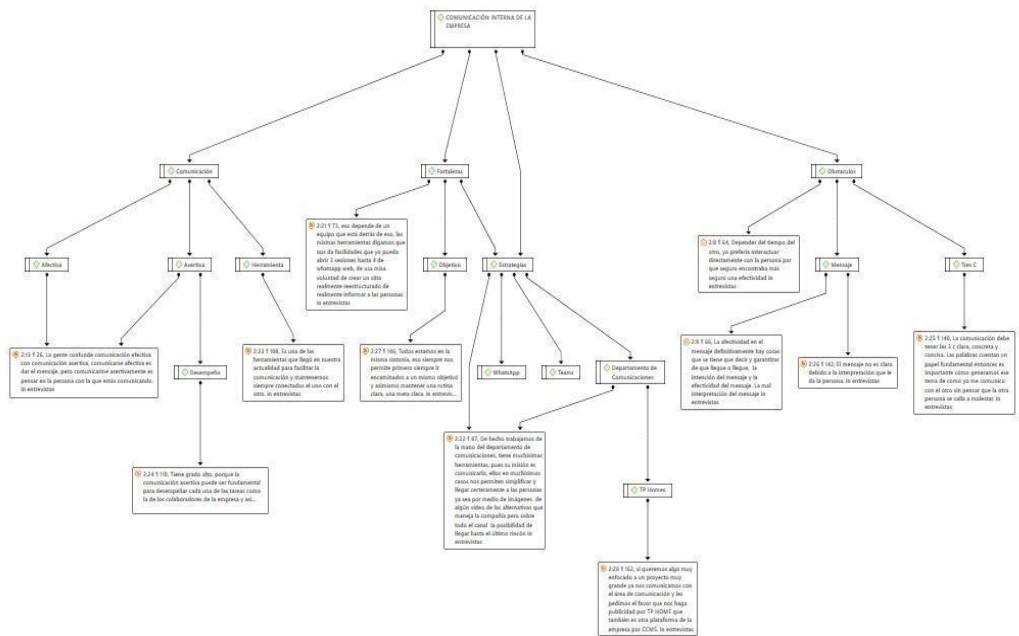 COMUNICACIÓN INTERNA DE LA
EMPRESA
Comunicación
Fortalezas
Obstaculos
2:21 ¶ 73, eso depende de un
equipo que está detrás de eso, las
mismas herramientas digamos que
nos da facilidades que yo pueda
abrir 3 sesiones hasta 4 de
whatsapp web, de esa misa
voluntad de crear un sitio
realmente reestructurado de
realmente informar a las personas
in entrevistas
2:8 ¶ 64, Depender del tiempo del
otro, yo prefería interactuar
directamente con la persona por
que seguro encontraba más
seguro una efectividad in
entrevistas
Afectiva
Asertiva
Herramienta
Objetivo
Estrategias
Mensaje
Tres C
2:13 ¶ 26, La gente confunde comunicación efectiva
con comunicación asertiva, comunicarse afectiva es
dar el mensaje, pero comunicarme asertivamente es
pensar en la persona con la que estás comunicando.
in entrevistas
Desempeño
2:23 ¶ 108, Es una de las
herramientas que llegó en nuestra
actualidad para facilitar la
comunicación y mantenernos
siempre conectados el uno con el
otro. in entrevistas
2:27 ¶ 146, Todos estamos en la
misma sintonía, eso siempre nos
permite primero siempre ir
encaminados a un mismo objetivo
y asimismo mantener una rutina
clara, una meta clara. in entrevis...
WhatsApp
Teams
Departamento de
Comunicaciones
2:9 ¶ 66, La afectividad en el
mensaje definitivamente hay cosas
que se tiene que decir y garantizar
de que llegue o llegue, la
intención del mensaje y la
efectividad del mensaje. La mal
interpretación del mensaje in
entrevistas
2:26 ¶ 142, El mensaje no es claro
debido a la interpretación que le
da la persona. in entrevistas
2:25 ¶ 140, La comunicación debe
tener las 3 c clara, concreta y
concisa. Las palabras cuentan un
papel fundamental entonces es
importante cómo generamos ese
tema de como yo me comunico
con el otro sin pensar que la otra
persona se salía a molestar. in
entrevistas
2:24 ¶ 110, Tiene grado alto, porque la
comunicación asertiva puede ser fundamental
para desempeñar cada una de las tareas como
la de los colaboradores de la empresa y así...
2:22 ¶ 87, De hecho trabajamos de
la mano del departamento de
comunicaciones, tiene muchísimas
herramientas, pues su misión es
comunicarlo, ellos en muchísimos
casos nos permiten simplificar y
llegar certeramente a las personas
ya sea por medio de imágenes de
algún video de las alternativas que
maneja la compañía pero sobre
todo el canal la posibilidad de
llegar hasta el último rincón in
entrevistas
TP Homes
2:28 ¶ 162, si queremos algo muy
enfocado a un proyecto muy
grande ya nos comunicamos con
el área de comunicación y les
pedimos el favor que nos haga
publicidad por TP HOME que
también es otra plataforma de la
empresa por CCMS. in entrevistas